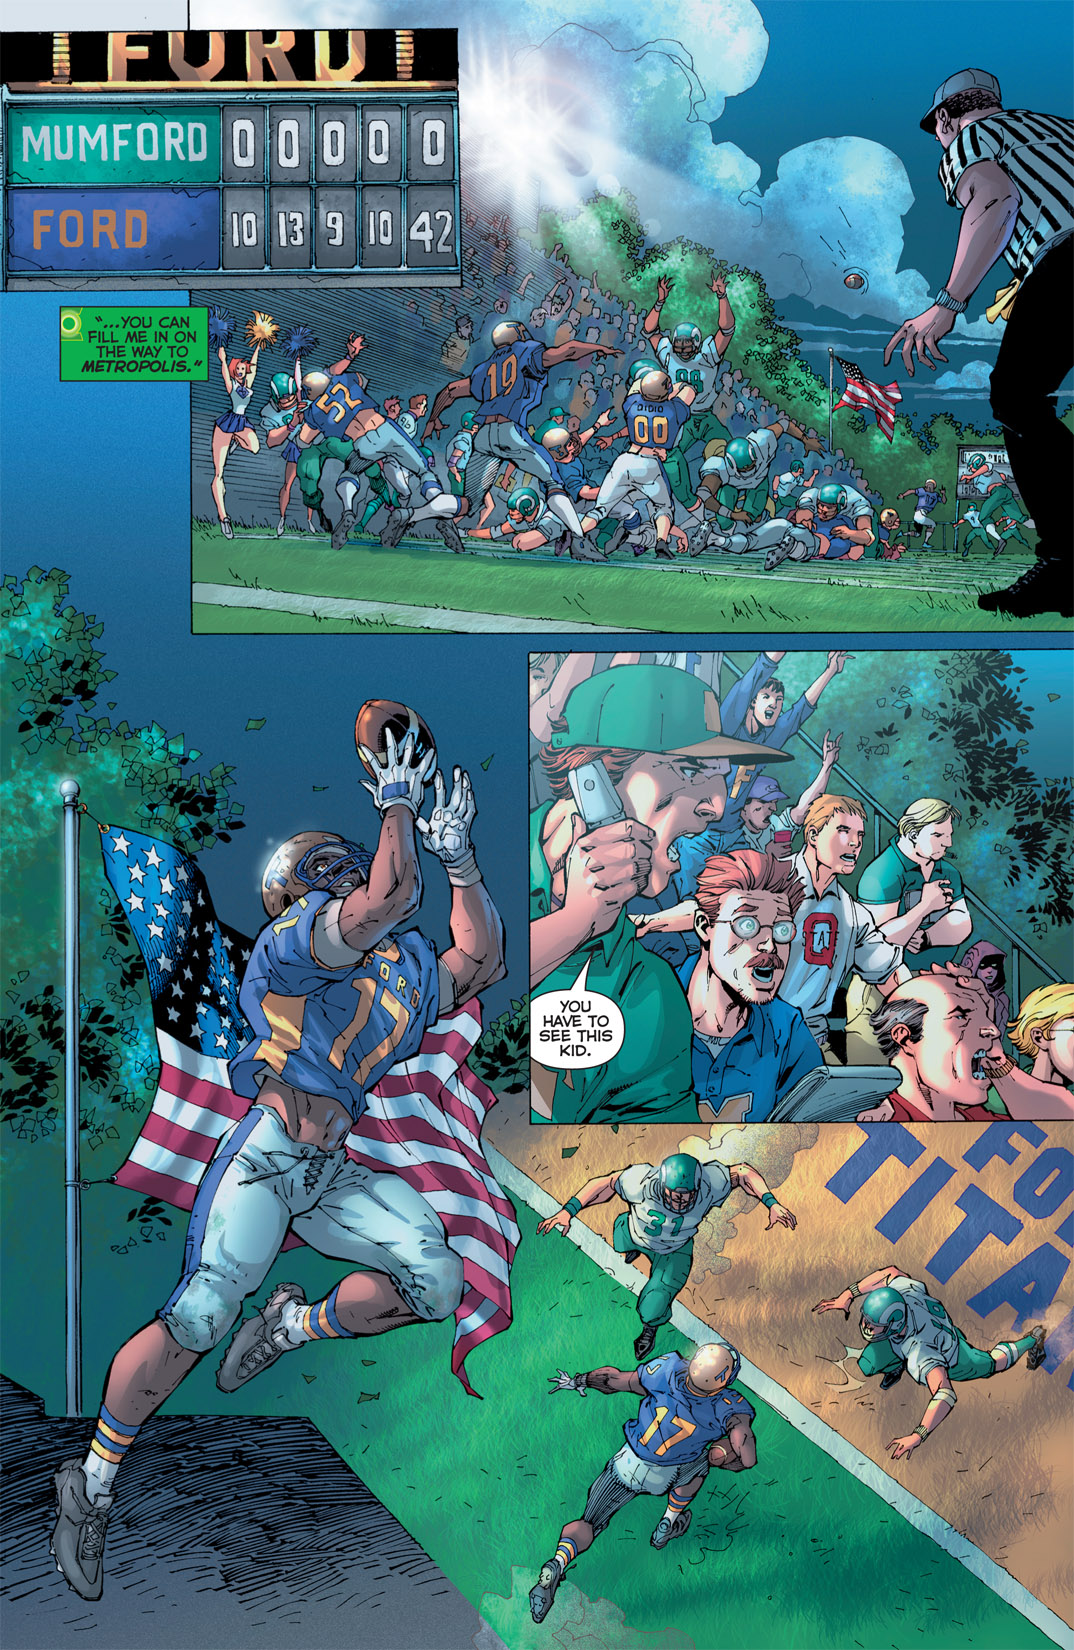 FORD
MUMFORD 0 0 0 0 0
FORD 10 13 9 10 42
"...YOU CAN
FILL ME IN ON
THE WAY TO
METROPOLIS."
52
19
DIDIO
00
88
FORD
17
F
Q
A
YOU
HAVE TO
SEE THIS
KID.
31
17
TITA